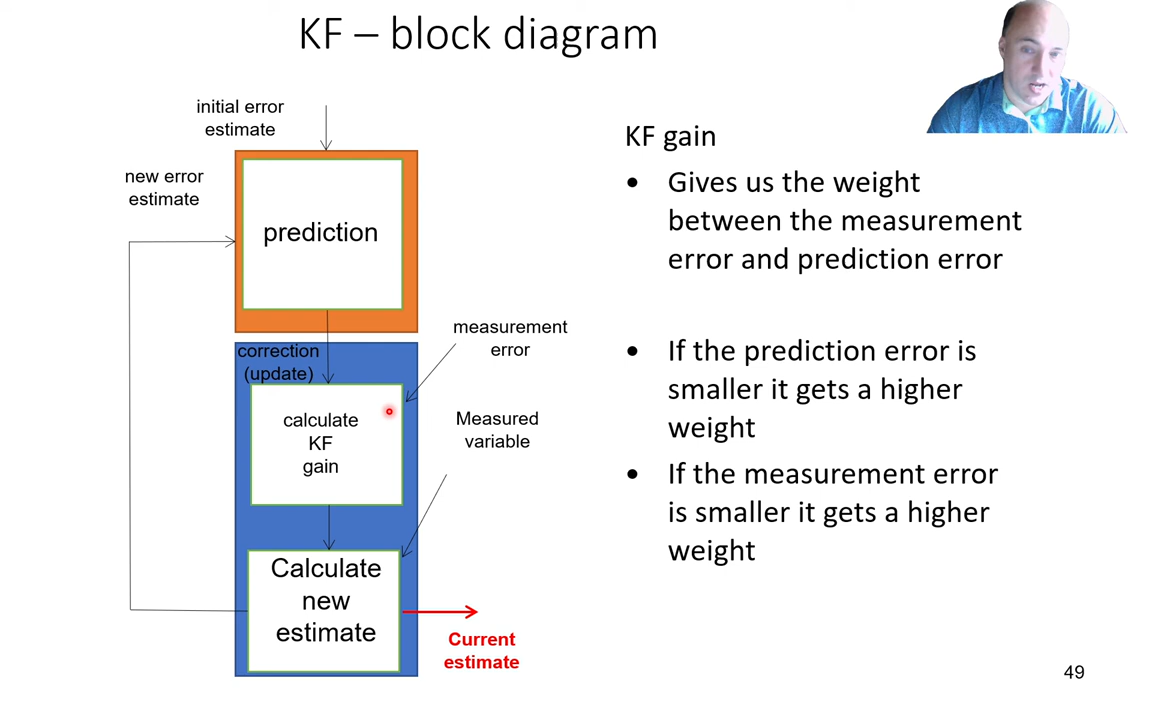 KF – block diagram
initial error
estimate
new error
estimate
prediction
correction
(update)
measurement
error
calculate
KF
gain
Measured
variable
Calculate
new
estimate
Current
estimate
KF gain
• Gives us the weight
between the measurement
error and prediction error
• If the prediction error is
smaller it gets a higher
weight
• If the measurement error
is smaller it gets a higher
weight
49